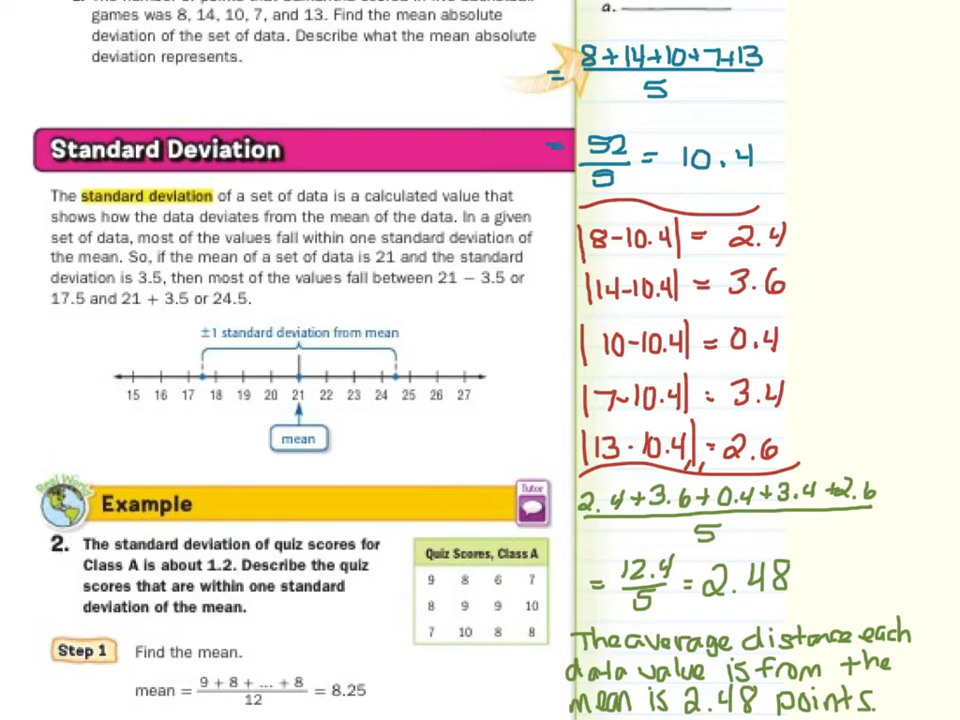 games was 8, 14, 10, 7, and 13. Find the mean absolute
deviation of the set of data. Describe what the mean absolute
deviation represents.
a.
= 8+14+10+7+13
5
= 52/5 = 10.4
Standard Deviation
The standard deviation of a set of data is a calculated value that
shows how the data deviates from the mean of the data. In a given
set of data, most of the values fall within one standard deviation of
the mean. So, if the mean of a set of data is 21 and the standard
deviation is 3.5, then most of the values fall between 21 − 3.5 or
17.5 and 21 + 3.5 or 24.5.
±1 standard deviation from mean
15 16 17 18 19 20 21 22 23 24 25 26 27
mean
|8-10.4| = 2.4
|14-10.4| = 3.6
|10-10.4| = 0.4
|7-10.4| = 3.4
|13-10.4| = 2.6
2.4+3.6+0.4+3.4+2.6
5
= 12.4/5 = 2.48
The average distance each
data value is from the
mean is 2.48 points.
Real World
Example
Tutor
2. The standard deviation of quiz scores for
Class A is about 1.2. Describe the quiz
scores that are within one standard
deviation of the mean.
Quiz Scores, Class A
9 8 6 7
8 9 9 10
7 10 8 8
Step 1 Find the mean.
mean = 9 + 8 + ... + 8 / 12 = 8.25